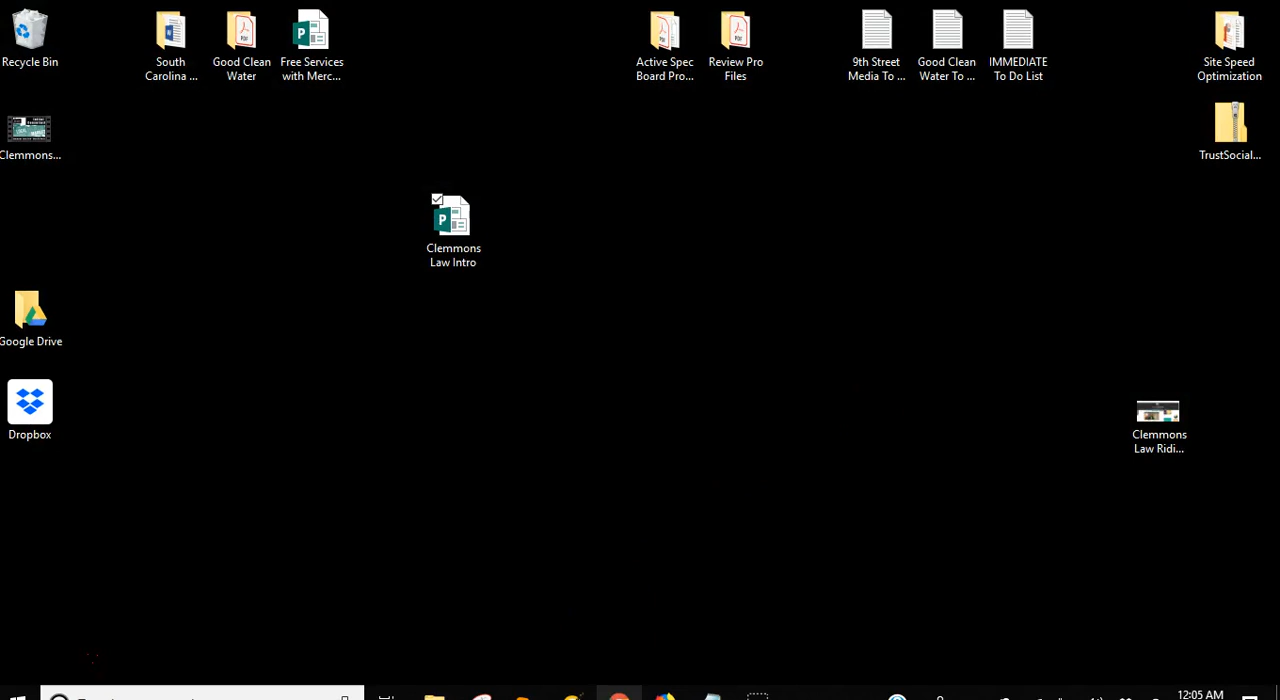 Recycle Bin
South
Carolina ...
Good Clean
Water
Free Services
with Merc...
Active Spec
Board Pro...
Review Pro
Files
9th Street
Media To ...
Good Clean
Water To ...
IMMEDIATE
To Do List
Site Speed
Optimization
Clemmons...
TrustSocial...
Clemmons
Law Intro
Google Drive
Dropbox
Clemmons
Law Ridi...
12:05 AM